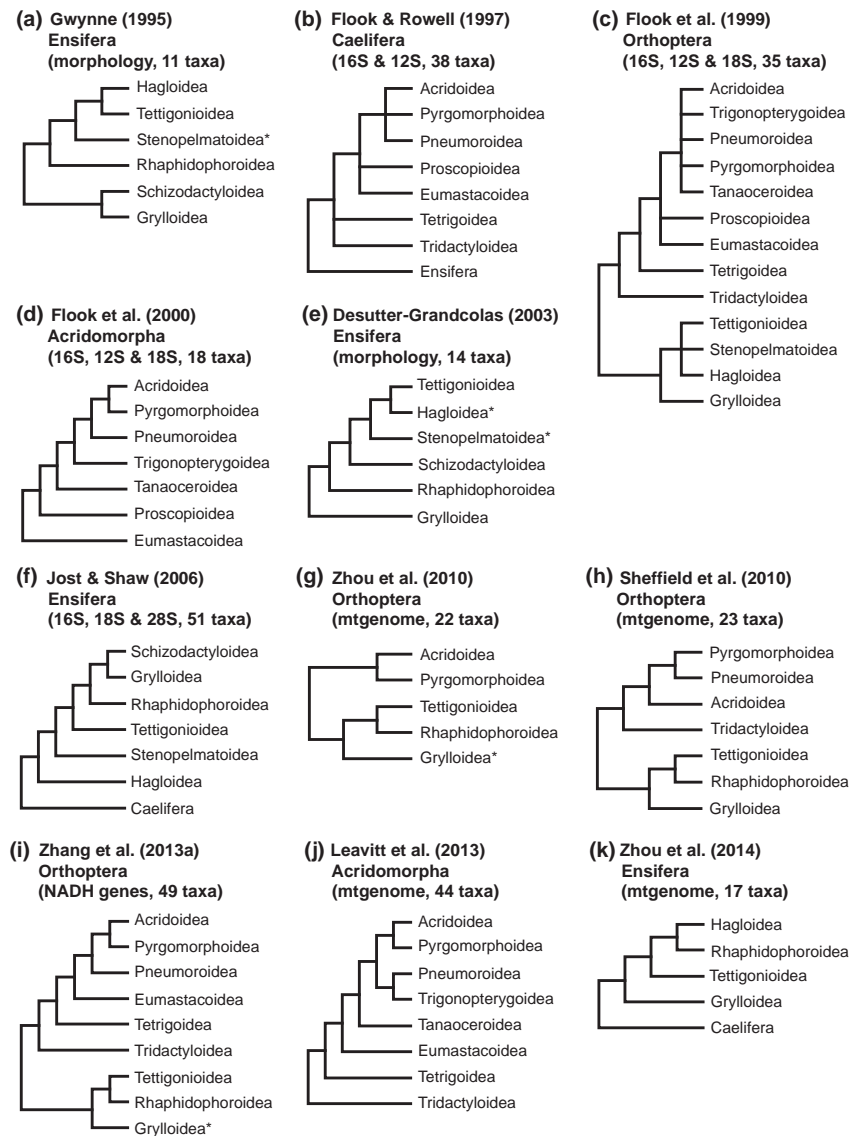 (a) Gwynne (1995)
Ensifera
(morphology, 11 taxa)
Hagloidea
Tettigonioidea
Stenopelmatoidea*
Rhaphidophoroidea
Schizodactyloidea
Grylloidea
(b) Flook & Rowell (1997)
Caelifera
(16S & 12S, 38 taxa)
Acridoidea
Pyrgomorphoidea
Pneumoroidea
Proscopioidea
Eumastacoidea
Tetrigoidea
Tridactyloidea
Ensifera
(c) Flook et al. (1999)
Orthoptera
(16S, 12S & 18S, 35 taxa)
Acridoidea
Trigonopterygoidea
Pneumoroidea
Pyrgomorphoidea
Tanaoceroidea
Proscopioidea
Eumastacoidea
Tetrigoidea
Tridactyloidea
Tettigonioidea
Stenopelmatoidea
Hagloidea
Grylloidea
(d) Flook et al. (2000)
Acridomorpha
(16S, 12S & 18S, 18 taxa)
Acridoidea
Pyrgomorphoidea
Pneumoroidea
Trigonopterygoidea
Tanaoceroidea
Proscopioidea
Eumastacoidea
(e) Desutter-Grandcolas (2003)
Ensifera
(morphology, 14 taxa)
Tettigonioidea
Hagloidea*
Stenopelmatoidea*
Schizodactyloidea
Rhaphidophoroidea
Grylloidea
(f) Jost & Shaw (2006)
Ensifera
(16S, 18S & 28S, 51 taxa)
Schizodactyloidea
Grylloidea
Rhaphidophoroidea
Tettigonioidea
Stenopelmatoidea
Hagloidea
Caelifera
(g) Zhou et al. (2010)
Orthoptera
(mtgenome, 22 taxa)
Acridoidea
Pyrgomorphoidea
Tettigonioidea
Rhaphidophoroidea
Grylloidea*
(h) Sheffield et al. (2010)
Orthoptera
(mtgenome, 23 taxa)
Pyrgomorphoidea
Pneumoroidea
Acridoidea
Tridactyloidea
Tettigonioidea
Rhaphidophoroidea
Grylloidea
(i) Zhang et al. (2013a)
Orthoptera
(NADH genes, 49 taxa)
Acridoidea
Pyrgomorphoidea
Pneumoroidea
Eumastacoidea
Tetrigoidea
Tridactyloidea
Tettigonioidea
Rhaphidophoroidea
Grylloidea*
(j) Leavitt et al. (2013)
Acridomorpha
(mtgenome, 44 taxa)
Acridoidea
Pyrgomorphoidea
Pneumoroidea
Trigonopterygoidea
Tanaoceroidea
Eumastacoidea
Tetrigoidea
Tridactyloidea
(k) Zhou et al. (2014)
Ensifera
(mtgenome, 17 taxa)
Hagloidea
Rhaphidophoroidea
Tettigonioidea
Grylloidea
Caelifera